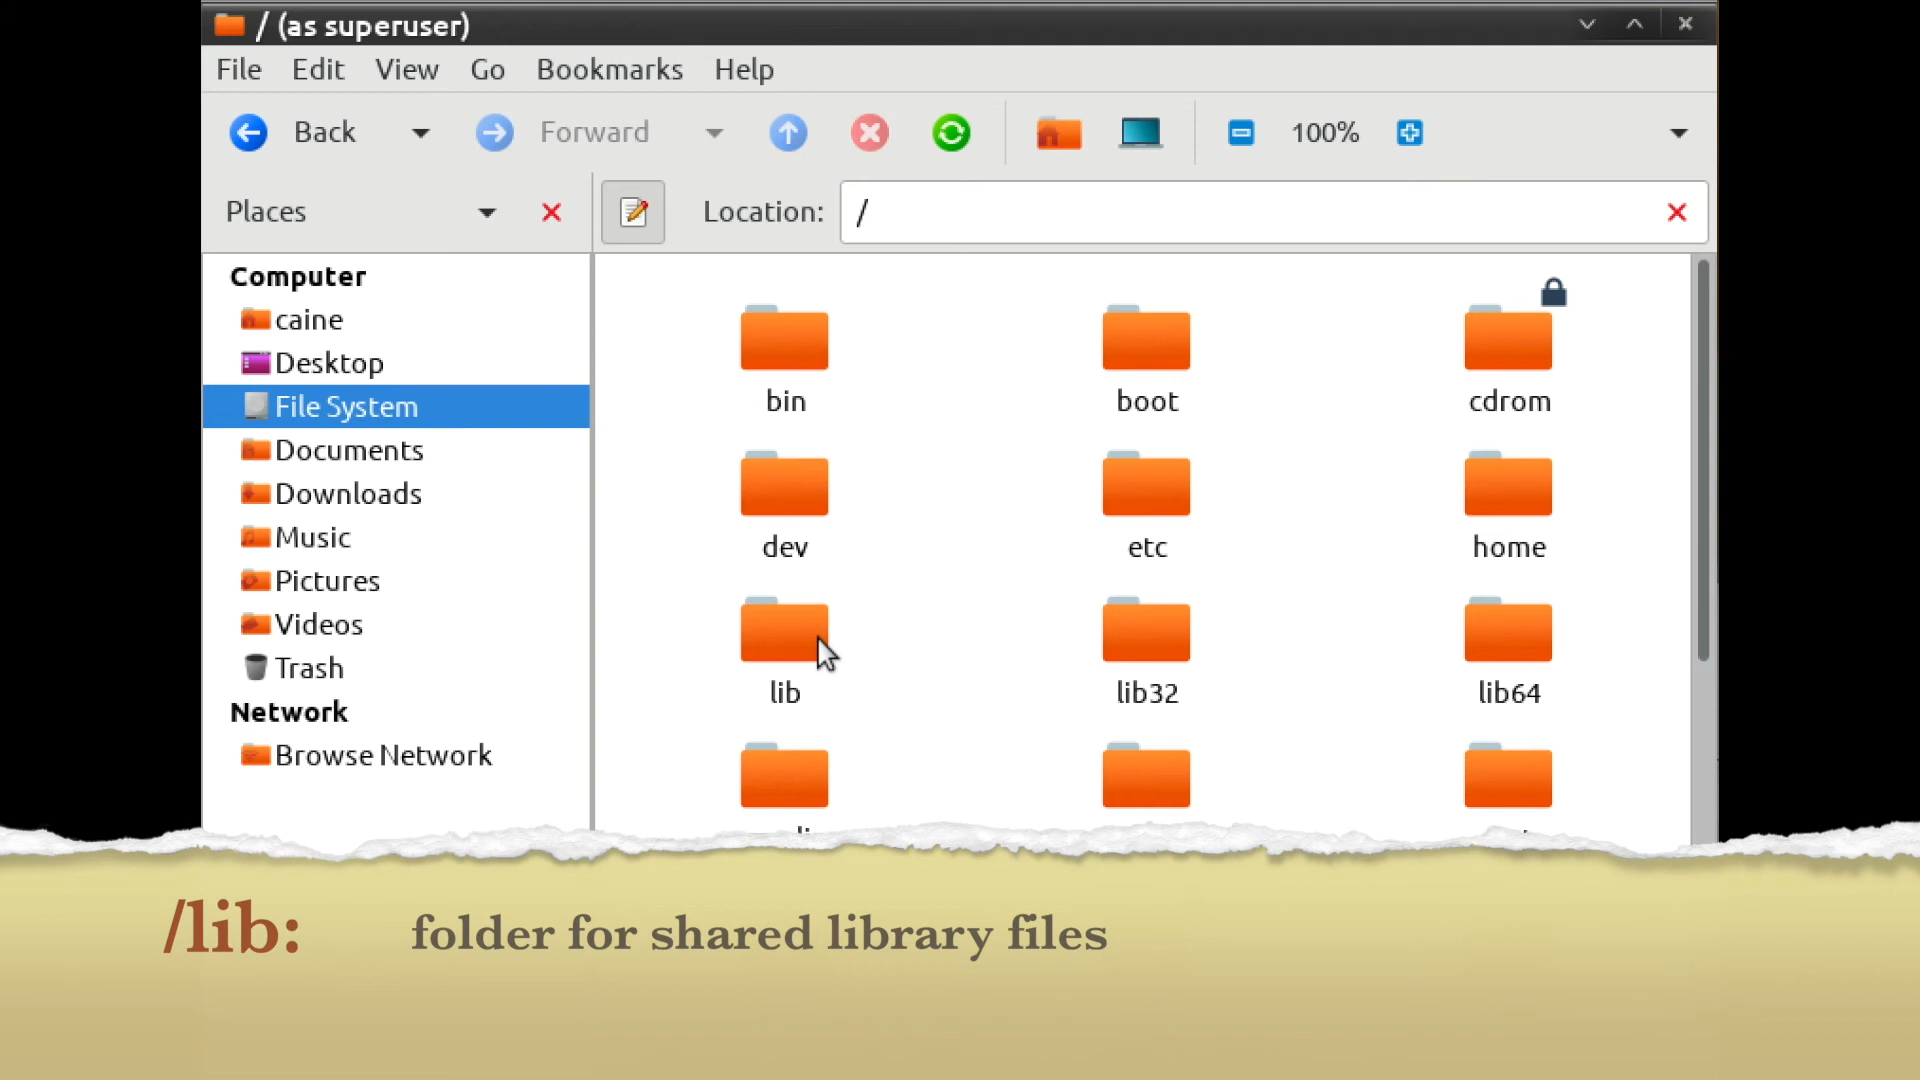 / (as superuser)
File Edit View Go Bookmarks Help
Back Forward 100%
Places Location: /
Computer
caine
Desktop
File System
Documents
Downloads
Music
Pictures
Videos
Trash
Network
Browse Network
bin boot cdrom
dev etc home
lib lib32 lib64
/lib: folder for shared library files